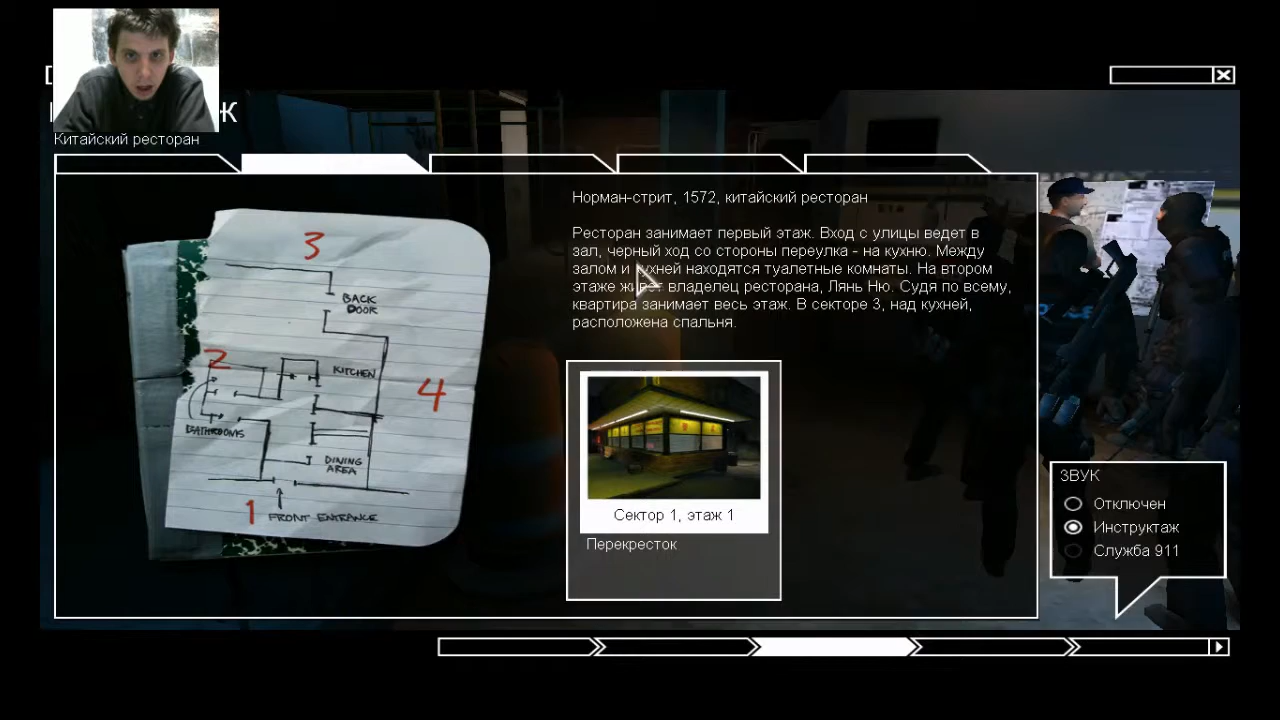 Ж
Китайский ресторан
Норман-стрит, 1572, китайский ресторан
Ресторан занимает первый этаж. Вход с улицы ведет в
зал, черный ход со стороны переулка - на кухню. Между
залом и кухней находятся туалетные комнаты. На втором
этаже живет владелец ресторана, Лянь Ню. Судя по всему,
квартира занимает весь этаж. В секторе 3, над кухней,
расположена спальня.
3
BACK
DOOR
2
KITCHEN
4
BATHROOMS
DINING
AREA
1
FRONT ENTRANCE
Сектор 1, этаж 1
Перекресток
ЗВУК
Отключен
Инструктаж
Служба 911